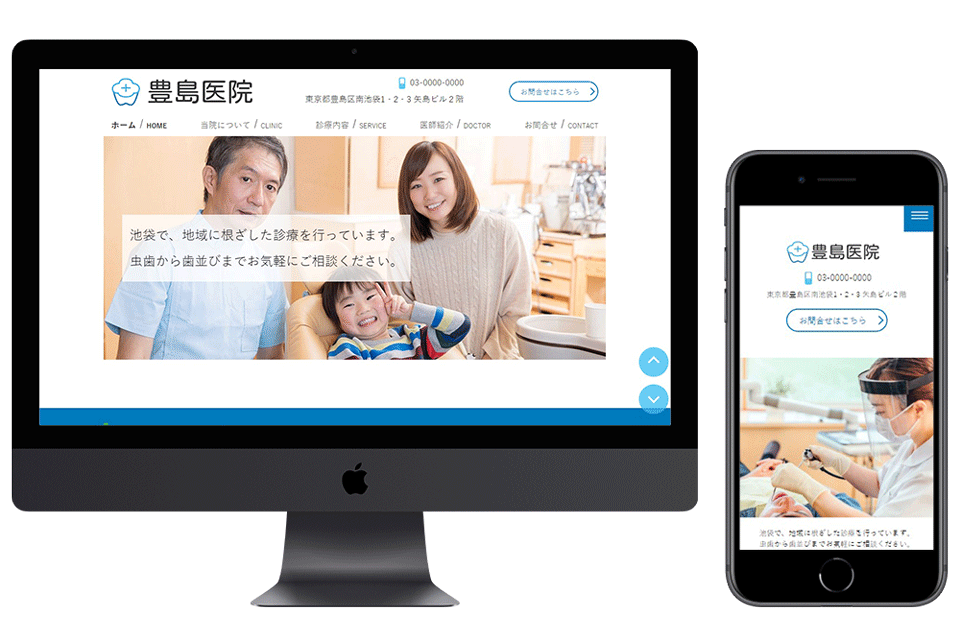 豊島医院
03-0000-0000
東京都豊島区南池袋1-2-3 矢島ビル2階
お問合せはこちら
ホーム / HOME
当院について / CLINIC
診療内容 / SERVICE
医師紹介 / DOCTOR
お問合せ / CONTACT
池袋で、地域に根ざした診療を行っています。
虫歯から歯並びまでお気軽にご相談ください。
豊島医院
03-0000-0000
東京都豊島区南池袋1-2-3 矢島ビル2階
お問合せはこちら
池袋で、地域に根ざした診療を行っています。
虫歯から歯並びまでお気軽にご相談ください。